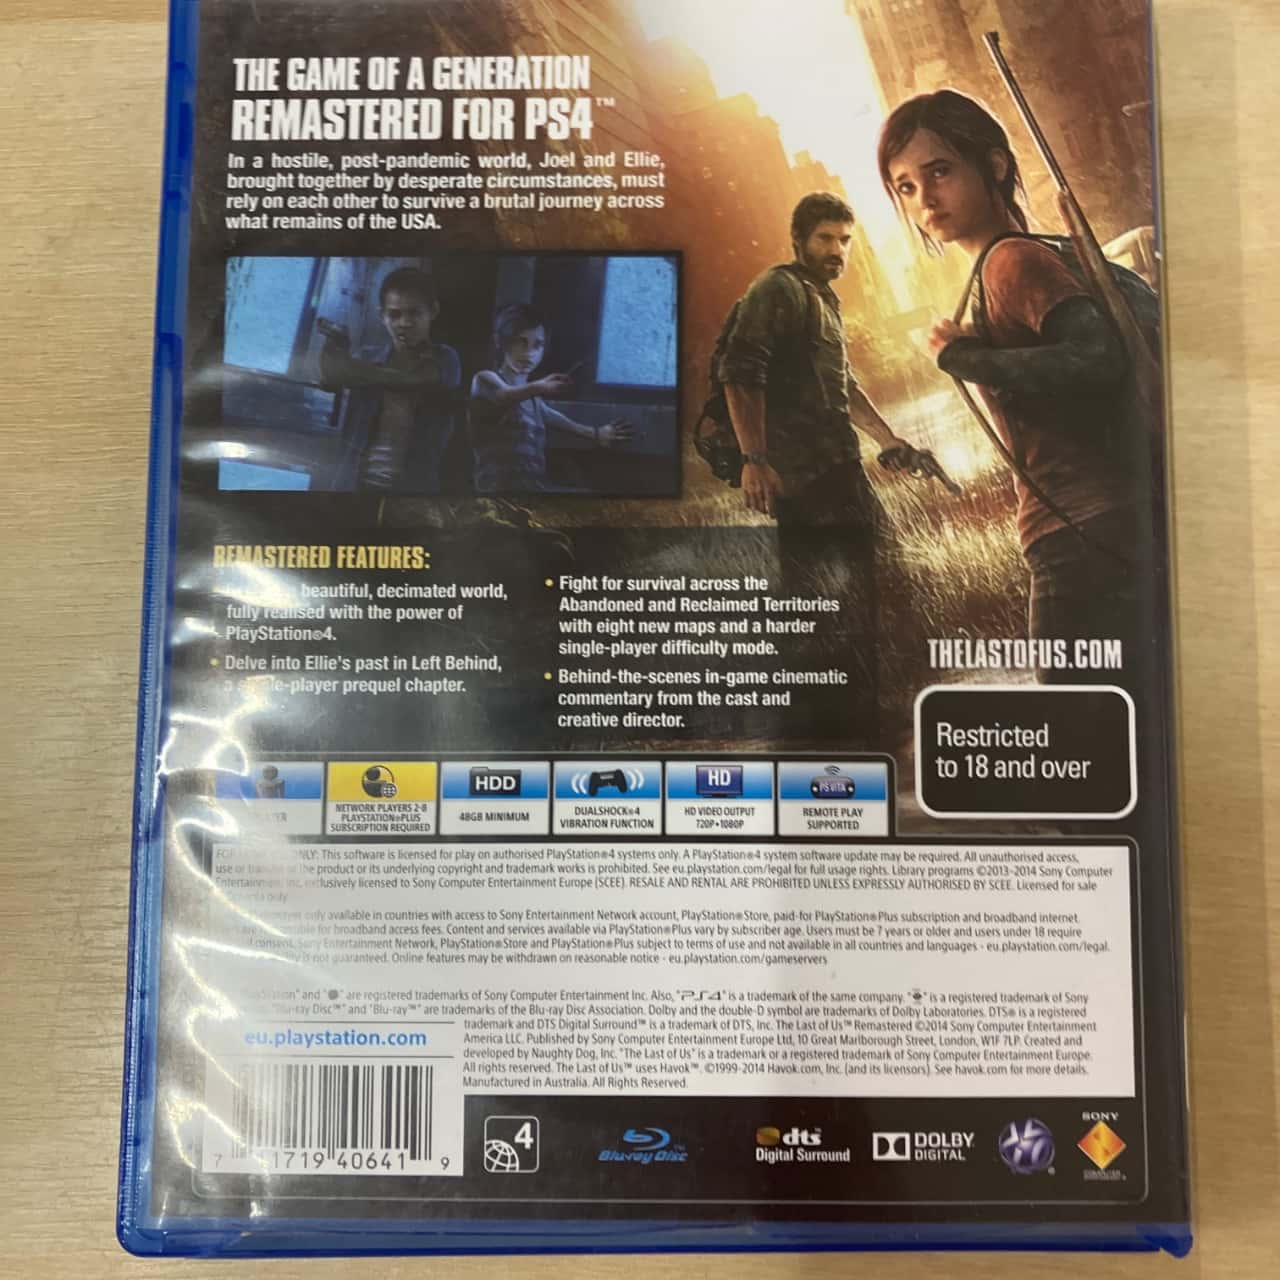 THE GAME OF A GENERATION
REMASTERED FOR PS4™
In a hostile, post-pandemic world, Joel and Ellie,
brought together by desperate circumstances, must
rely on each other to survive a brutal journey across
what remains of the USA.
REMASTERED FEATURES:
beautiful, decimated world,
fully realised with the power of
PlayStation®4.
• Delve into Ellie's past in Left Behind,
a single-player prequel chapter.
• Fight for survival across the
Abandoned and Reclaimed Territories
with eight new maps and a harder
single-player difficulty mode.
• Behind-the-scenes in-game cinematic
commentary from the cast and
creative director.
THELASTOFUS.COM
Restricted
to 18 and over
NETWORK PLAYERS 2-8
PLAYSTATION®PLUS
SUBSCRIPTION REQUIRED
HDD
48GB MINIMUM
DUALSHOCK®4
VIBRATION FUNCTION
HD
HD VIDEO OUTPUT
720P•1080P
PS VITA
REMOTE PLAY
SUPPORTED
FOR ONLY: This software is licensed for play on authorised PlayStation®4 systems only. A PlayStation®4 system software update may be required. All unauthorised access,
use or transfer of the product or its underlying copyright and trademark works is prohibited. See eu.playstation.com/legal for full usage rights. Library programs ©2013-2014 Sony Computer
Entertainment Inc. exclusively licensed to Sony Computer Entertainment Europe (SCEE). RESALE AND RENTAL ARE PROHIBITED UNLESS EXPRESSLY AUTHORISED BY SCEE. Licensed for sale
only.
only available in countries with access to Sony Entertainment Network account, PlayStation®Store, paid-for PlayStation®Plus subscription and broadband internet.
for broadband access fees. Content and services available via PlayStation®Plus vary by subscriber age. Users must be 7 years or older and users under 18 require
consent. Sony Entertainment Network, PlayStation®Store and PlayStation®Plus subject to terms of use and not available in all countries and languages - eu.playstation.com/legal.
is not guaranteed. Online features may be withdrawn on reasonable notice - eu.playstation.com/gameservers
and " " are registered trademarks of Sony Computer Entertainment Inc. Also, "PS4" is a trademark of the same company. " " is a registered trademark of Sony
"Blu-ray Disc™" and "Blu-ray™" are trademarks of the Blu-ray Disc Association. Dolby and the double-D symbol are trademarks of Dolby Laboratories. DTS® is a registered
trademark and DTS Digital Surround™ is a trademark of DTS, Inc. The Last of Us™ Remastered ©2014 Sony Computer Entertainment
America LLC. Published by Sony Computer Entertainment Europe Ltd, 10 Great Marlborough Street, London, W1F 7LP. Created and
developed by Naughty Dog, Inc. "The Last of Us" is a trademark or a registered trademark of Sony Computer Entertainment Europe.
All rights reserved. The Last of Us™ uses Havok™. ©1999-2014 Havok.com, Inc. (and its licensors). See havok.com for more details.
Manufactured in Australia. All Rights Reserved.
eu.playstation.com
7 11719 40641 9
4
Blu-ray Disc™
dts
Digital Surround
DOLBY
DIGITAL
SONY
COMPUTER